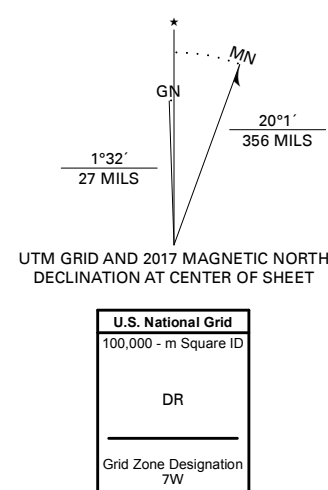 ★
MN
GN
20°1´
356 MILS
1°32´
27 MILS
UTM GRID AND 2017 MAGNETIC NORTH
DECLINATION AT CENTER OF SHEET
U.S. National Grid
100,000 - m Square ID
DR
Grid Zone Designation
7W